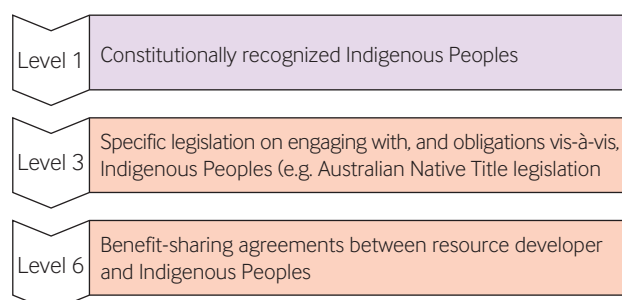 Level 1
Constitutionally recognized Indigenous Peoples
Level 3
Specific legislation on engaging with, and obligations vis-à-vis,
Indigenous Peoples (e.g. Australian Native Title legislation
Level 6
Benefit-sharing agreements between resource developer
and Indigenous Peoples